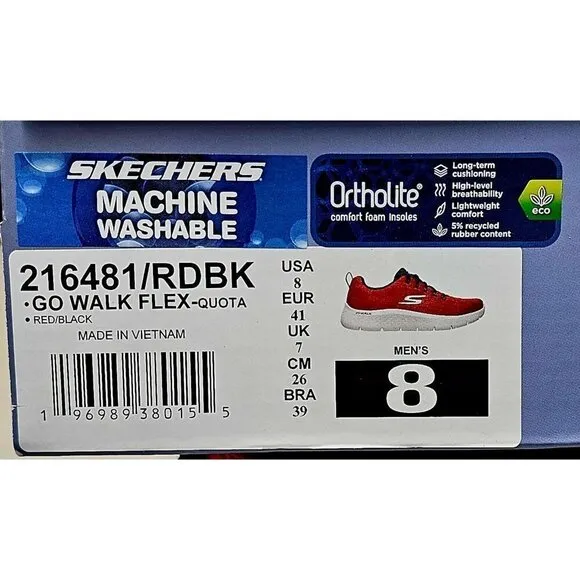 SKECHERS
MACHINE
WASHABLE
Ortholite®
comfort foam insoles
Long-term
cushioning
High-level
breathability
Lightweight
comfort
5% recycled
rubber content
eco
216481/RDBK
•GO WALK FLEX-QUOTA
• RED/BLACK
MADE IN VIETNAM
1 96989 38015 5
USA
8
EUR
41
UK
7
CM
26
BRA
39
MEN'S
8